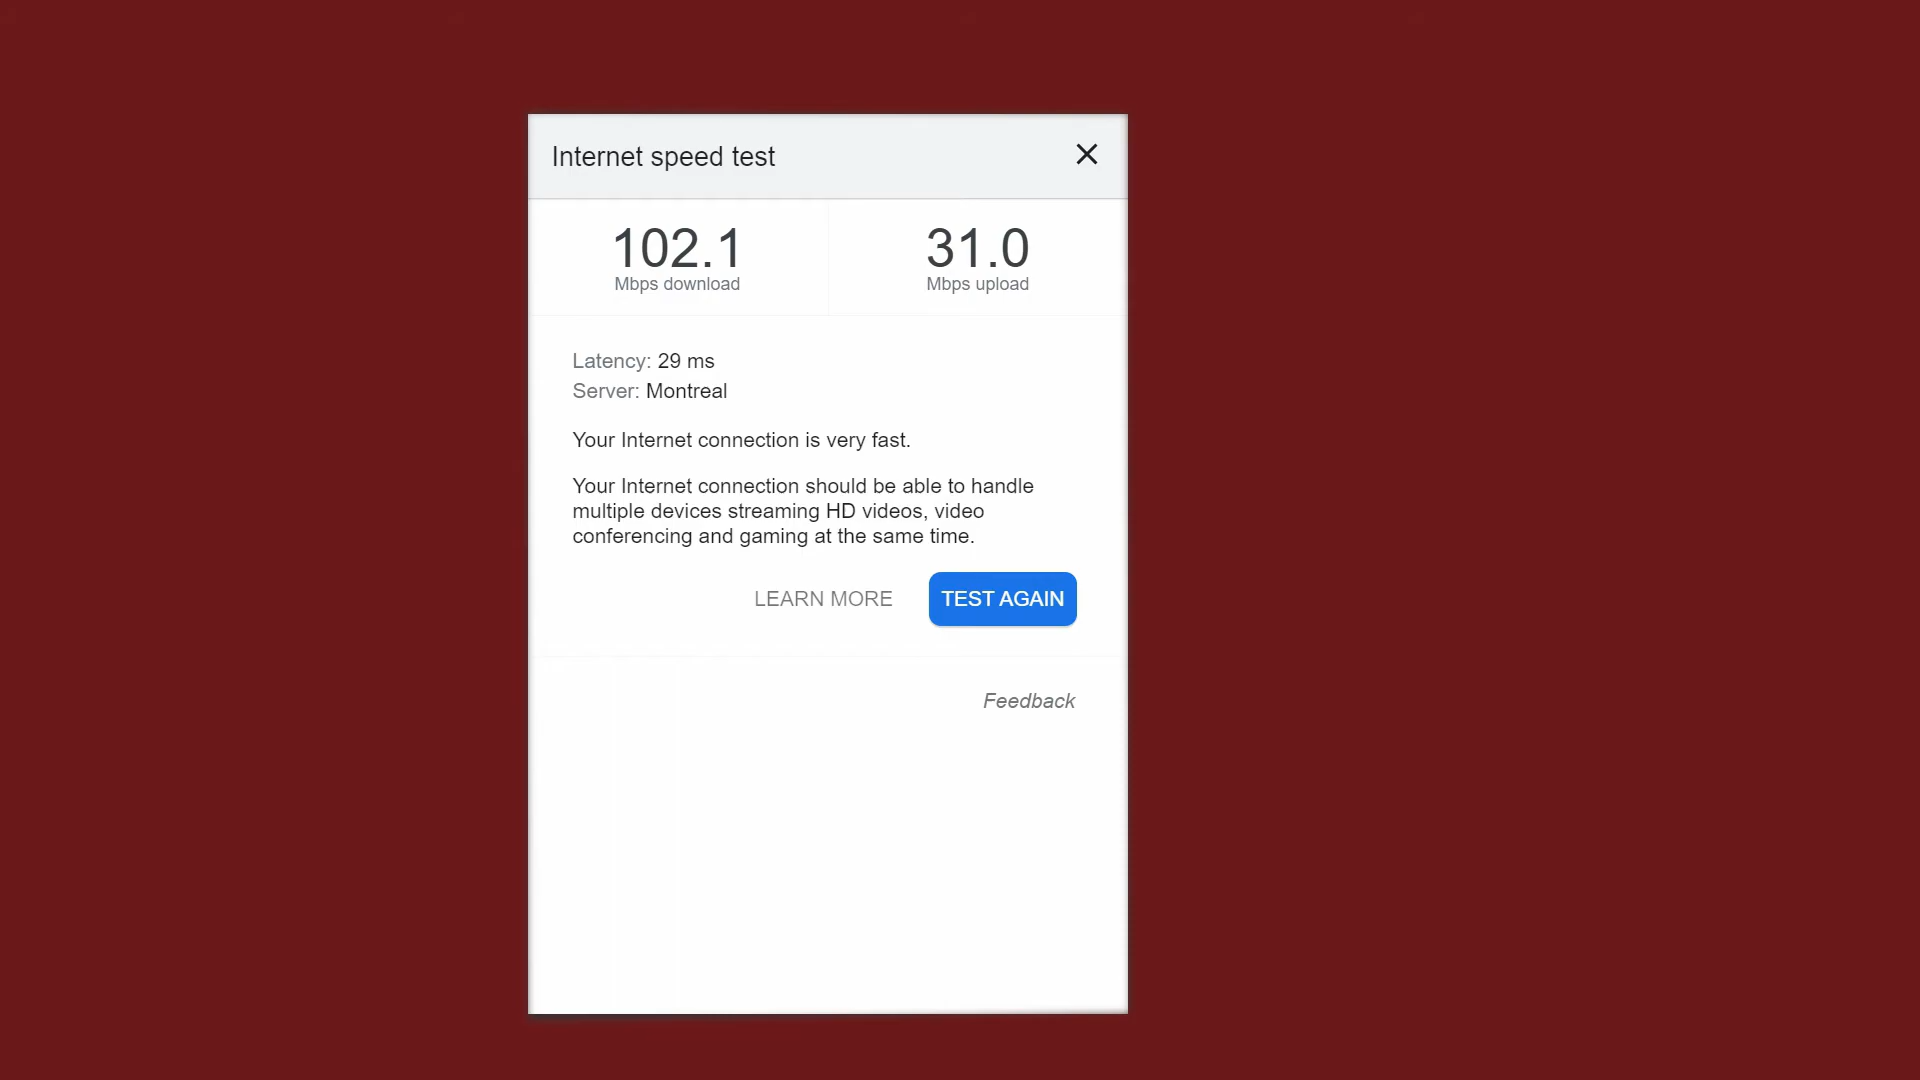 Internet speed test
102.1
Mbps download
31.0
Mbps upload
Latency: 29 ms
Server: Montreal
Your Internet connection is very fast.
Your Internet connection should be able to handle
multiple devices streaming HD videos, video
conferencing and gaming at the same time.
LEARN MORE
TEST AGAIN
Feedback